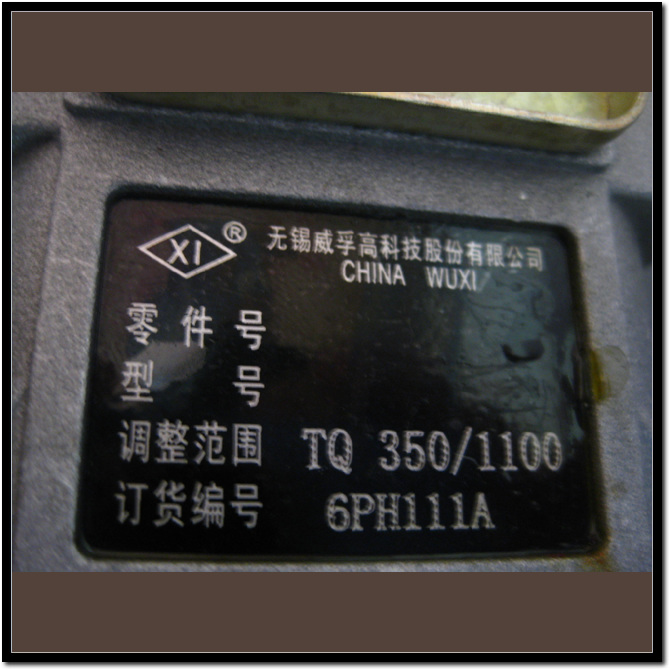 XI® 无锡威孚高科技股份有限公司
CHINA WUXI
零件号
型号
调整范围 TQ 350/1100
订货编号 6PH111A